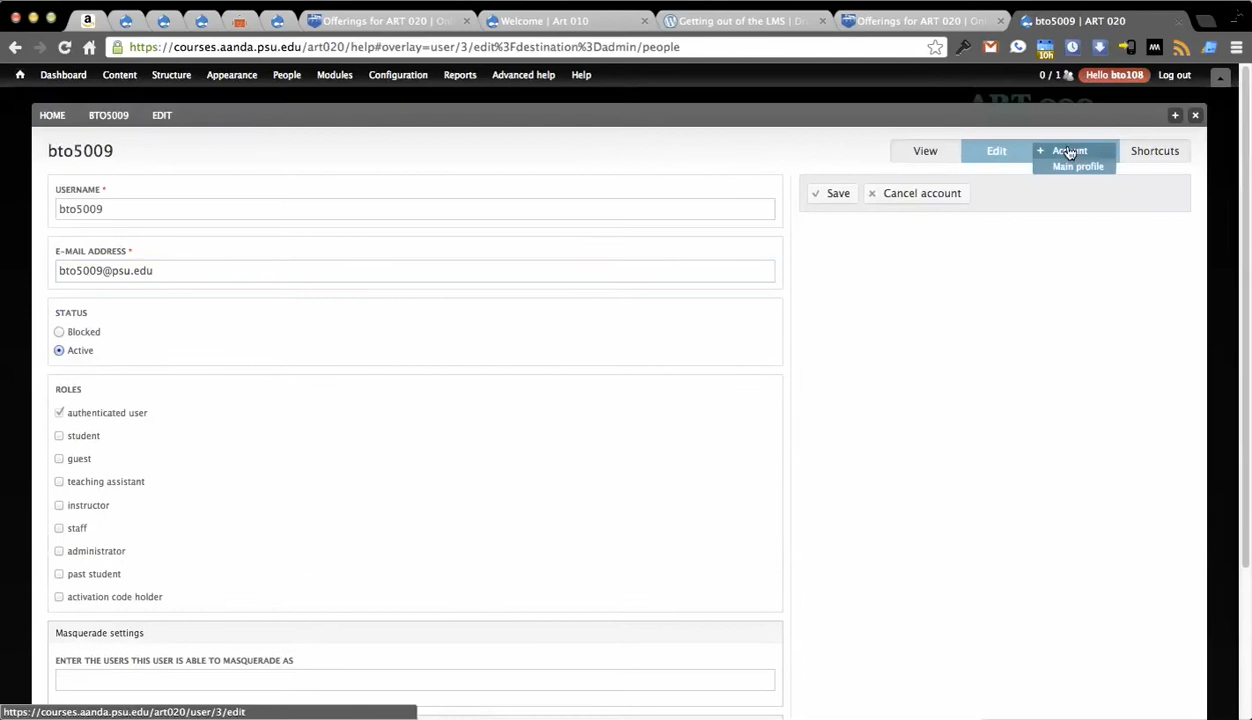 Offerings for ART 020 | Onli
Welcome | Art 010
Getting out of the LMS | Dr
Offerings for ART 020 | Onli
bto5009 | ART 020
https://courses.aanda.psu.edu/art020/help#overlay=user/3/edit%3Fdestination%3Dadmin/people
10h
Dashboard Content Structure Appearance People Modules Configuration Reports Advanced help Help
0 / 1 Hello bto108 Log out
HOME BTO5009 EDIT
bto5009
View Edit Shortcuts
Main profile
USERNAME *
bto5009
Save Cancel account
E-MAIL ADDRESS *
bto5009@psu.edu
STATUS
Blocked
Active
ROLES
authenticated user
student
guest
teaching assistant
instructor
staff
administrator
past student
activation code holder
Masquerade settings
ENTER THE USERS THIS USER IS ABLE TO MASQUERADE AS
https://courses.aanda.psu.edu/art020/user/3/edit